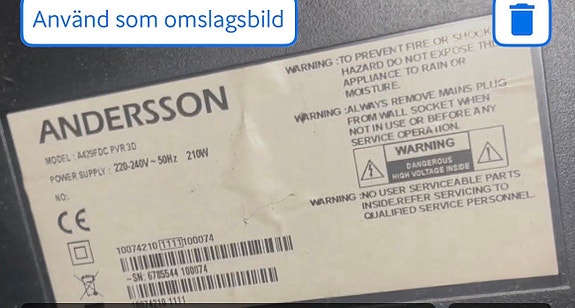 Använd som omslagsbild
ANDERSSON
MODEL : A429FDC PVR 3D
POWER SUPPLY : 220-240V ~ 50Hz 210W
NO.:
CE
10074210 1111 100074
-SN: 6785544 100074
10074210 1111
WARNING :TO PREVENT FIRE OR SHOCK
HAZARD DO NOT EXPOSE THE
APPLIANCE TO RAIN OR
MOISTURE.
WARNING :ALWAYS REMOVE MAINS PLUG
FROM WALL SOCKET WHEN
NOT IN USE OR BEFORE ANY
SERVICE OPERATION.
WARNING
DANGEROUS
HIGH VOLTAGE INSIDE
WARNING :NO USER SERVICEABLE PARTS
INSIDE.REFER SERVICING TO
QUALIFIED SERVICE PERSONNEL.